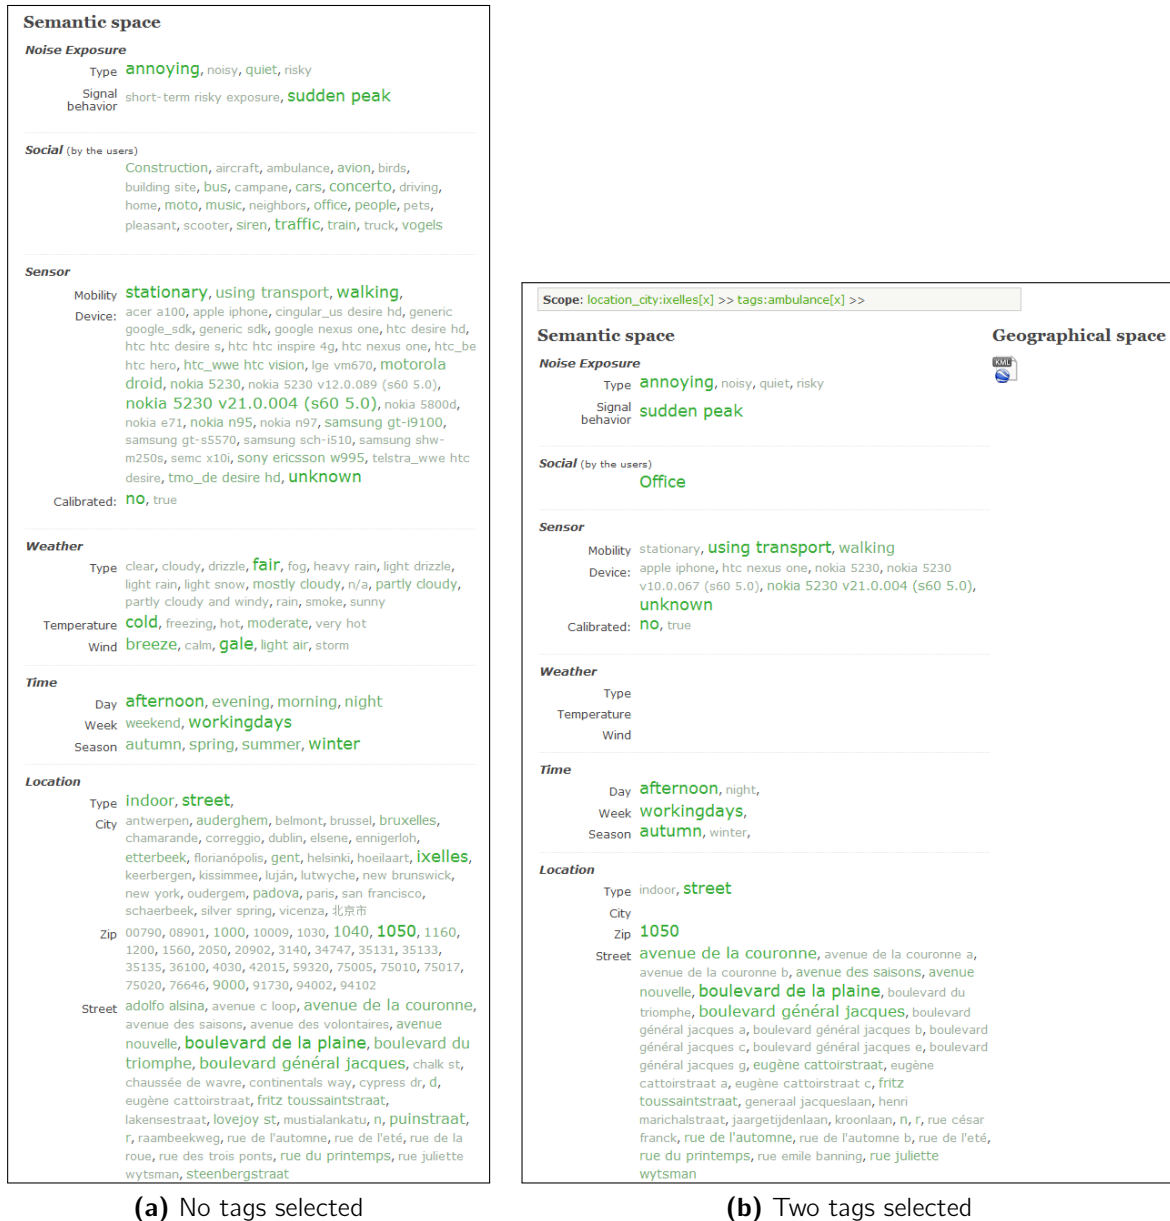 Semantic space
Noise Exposure
Type annoying, noisy, quiet, risky
Signal behavior short-term risky exposure, sudden peak
Social (by the users)
Construction, aircraft, ambulance, avion, birds,
building site, bus, campane, cars, concerto, driving,
home, moto, music, neighbors, office, people, pets,
pleasant, scooter, siren, traffic, train, truck, vogels
Sensor
Mobility stationary, using transport, walking,
Device: acer a100, apple iphone, cingular_us desire hd, generic
google_sdk, generic sdk, google nexus one, htc desire hd,
htc htc desire s, htc htc inspire 4g, htc nexus one, htc_be
htc hero, htc_wwe htc vision, lge vm670, motorola
droid, nokia 5230, nokia 5230 v12.0.089 (s60 5.0),
nokia 5230 v21.0.004 (s60 5.0), nokia 5800d,
nokia e71, nokia n95, nokia n97, samsung gt-i9100,
samsung gt-s5570, samsung sch-i510, samsung shw-
m250s, semc x10i, sony ericsson w995, telstra_wwe htc
desire, tmo_de desire hd, unknown
Calibrated: no, true
Weather
Type clear, cloudy, drizzle, fair, fog, heavy rain, light drizzle,
light rain, light snow, mostly cloudy, n/a, partly cloudy,
partly cloudy and windy, rain, smoke, sunny
Temperature cold, freezing, hot, moderate, very hot
Wind breeze, calm, gale, light air, storm
Time
Day afternoon, evening, morning, night
Week weekend, workingdays
Season autumn, spring, summer, winter
Location
Type indoor, street,
City antwerpen, auderghem, belmont, brussel, bruxelles,
chamarande, correggio, dublin, elsene, ennigerloh,
etterbeek, florianópolis, gent, helsinki, hoeilaart, ixelles,
keerbergen, kissimmee, luján, lutwyche, new brunswick,
new york, oudergem, padova, paris, san francisco,
schaerbeek, silver spring, vicenza, 北京市
Zip 00790, 08901, 1000, 10009, 1030, 1040, 1050, 1160,
1200, 1560, 2050, 20902, 3140, 34747, 35131, 35133,
35135, 36100, 4030, 42015, 59320, 75005, 75010, 75017,
75020, 76646, 9000, 91730, 94002, 94102
Street adolfo alsina, avenue c loop, avenue de la couronne,
avenue des saisons, avenue des volontaires, avenue
nouvelle, boulevard de la plaine, boulevard du
triomphe, boulevard général jacques, chalk st,
chaussée de wavre, continentals way, cypress dr, d,
eugène cattoirstraat, fritz toussaintstraat,
lakensestraat, lovejoy st, mustialankatu, n, puinstraat,
r, raambeekweg, rue de l'automne, rue de l'eté, rue de la
roue, rue des trois ponts, rue du printemps, rue juliette
wytsman, steenbergstraat
(a) No tags selected
Scope: location_city:ixelles[x] >> tags:ambulance[x] >>
Semantic space
Geographical space
KML
Noise Exposure
Type annoying, noisy, quiet, risky
Signal behavior sudden peak
Social (by the users)
Office
Sensor
Mobility stationary, using transport, walking
Device: apple iphone, htc nexus one, nokia 5230, nokia 5230
v10.0.067 (s60 5.0), nokia 5230 v21.0.004 (s60 5.0),
unknown
Calibrated: no, true
Weather
Type
Temperature
Wind
Time
Day afternoon, night,
Week workingdays,
Season autumn, winter,
Location
Type indoor, street
City
Zip 1050
Street avenue de la couronne, avenue de la couronne a,
avenue de la couronne b, avenue des saisons, avenue
nouvelle, boulevard de la plaine, boulevard du
triomphe, boulevard général jacques, boulevard
général jacques a, boulevard général jacques b, boulevard
général jacques c, boulevard général jacques e, boulevard
général jacques g, eugène cattoirstraat, eugène
cattoirstraat a, eugène cattoirstraat c, fritz
toussaintstraat, generaal jacqueslaan, henri
marichalstraat, jaargetijdenlaan, kroonlaan, n, r, rue césar
franck, rue de l'automne, rue de l'automne b, rue de l'eté,
rue du printemps, rue emile banning, rue juliette
wytsman
(b) Two tags selected